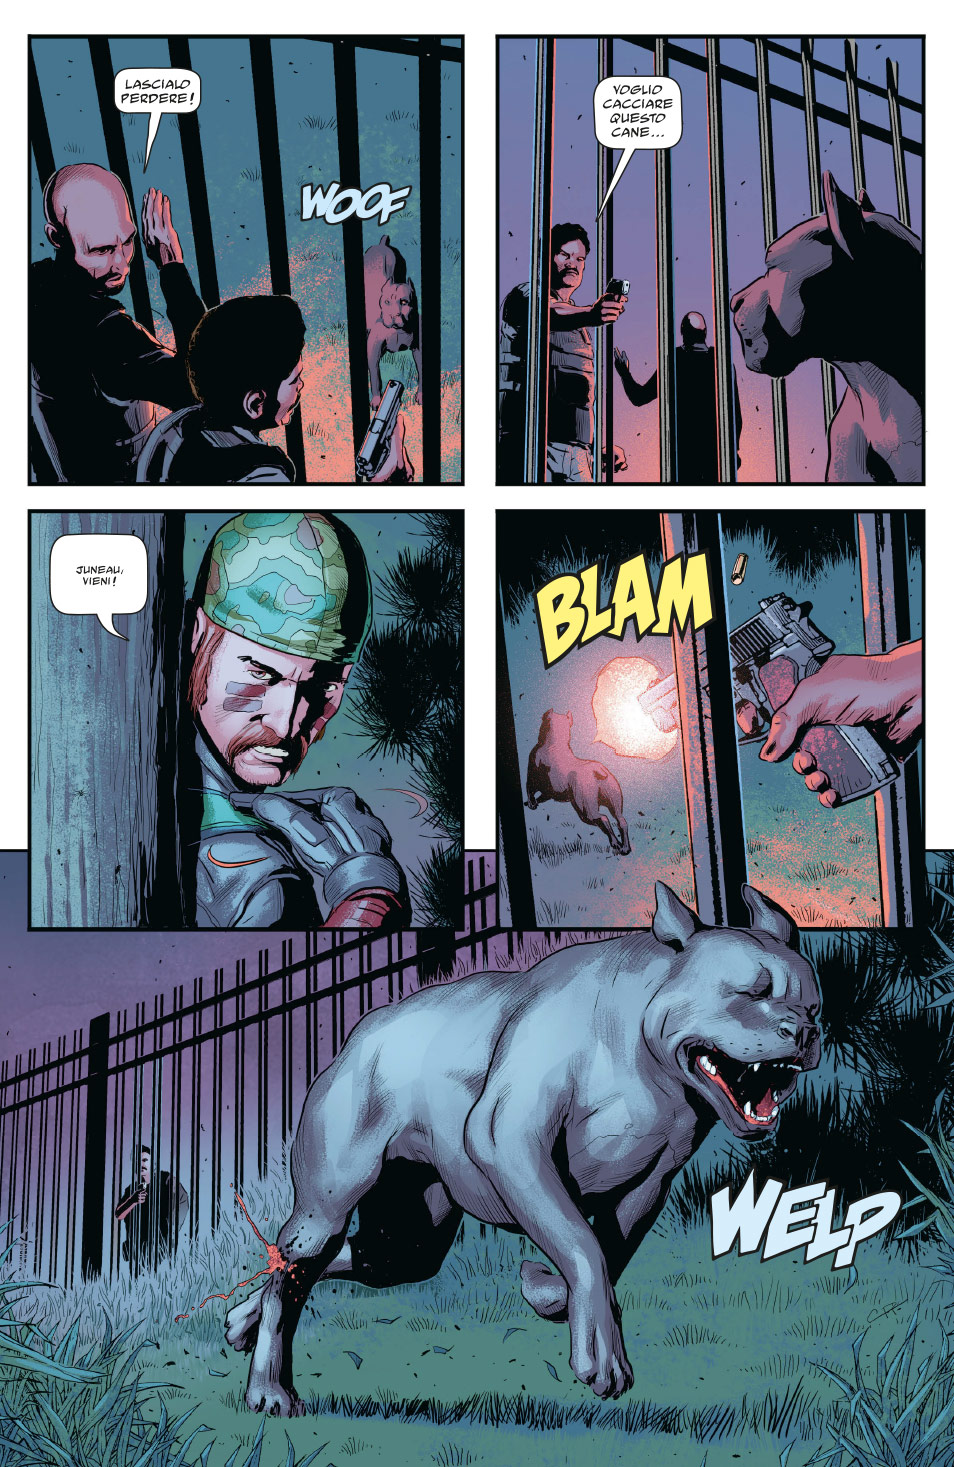 LASCIALO
PERDERE!
WOOF
VOGLIO
CACCIARE
QUESTO
CANE...
JUNEAU,
VIENI!
BLAM
WELP